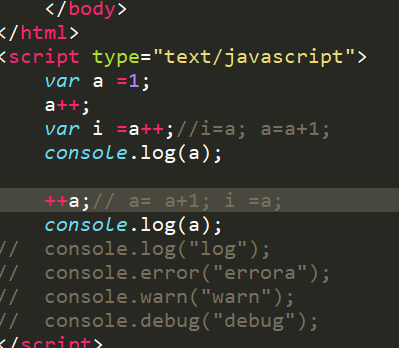 </body>
</html>
<script type="text/javascript">
var a =1;
a++;
var i =a++;//i=a; a=a+1;
console.log(a);
++a;// a= a+1; i =a;
console.log(a);
// console.log("log");
// console.error("errora");
// console.warn("warn");
// console.debug("debug");
</script>